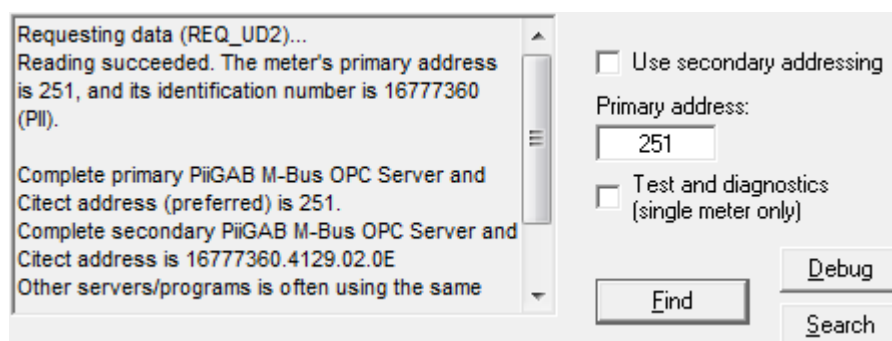 Requesting data (REQ_UD2)...
Reading succeeded. The meter's primary address
is 251, and its identification number is 16777360
(PII).
Complete primary PiiGAB M-Bus OPC Server and
Citect address (preferred) is 251.
Complete secondary PiiGAB M-Bus OPC Server and
Citect address is 16777360.4129.02.0E
Other servers/programs is often using the same
Use secondary addressing
Primary address:
251
Test and diagnostics
(single meter only)
Debug
Find
Search